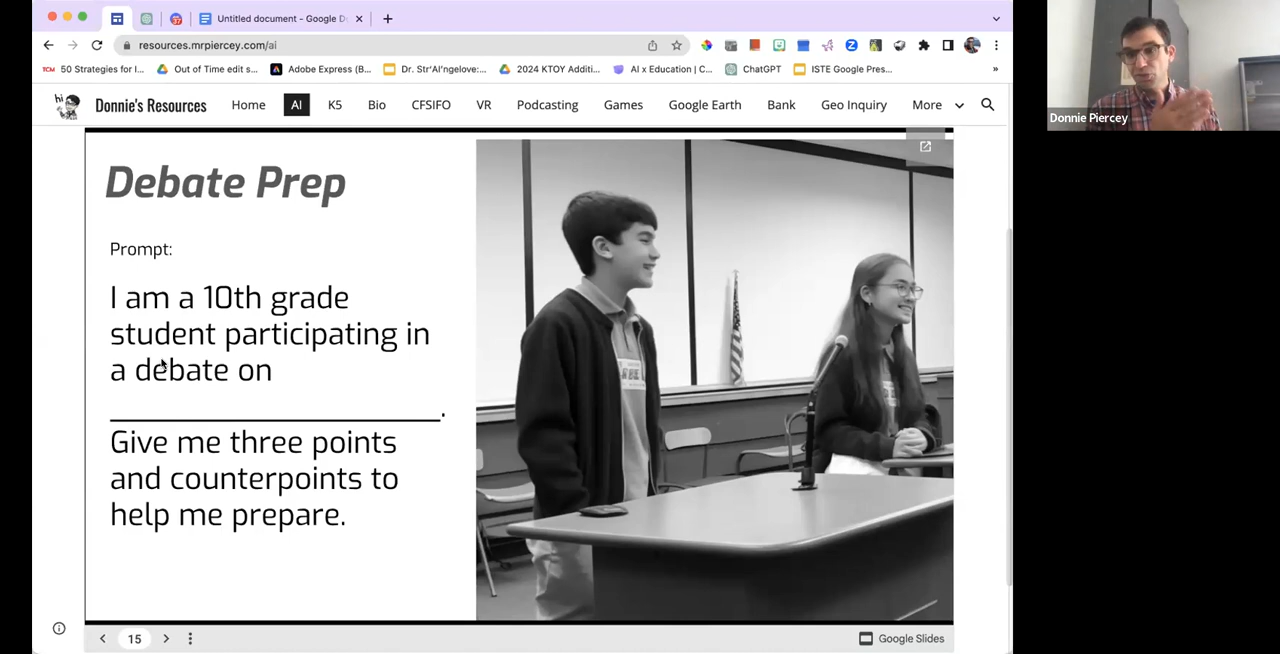 Untitled document - Google D
resources.mrpiercey.com/ai
TCM 50 Strategies for I...
Out of Time edit s...
Adobe Express (B...
Dr. Str'AI'ngelove:...
2024 KTOY Additi...
AI x Education | C...
ChatGPT
ISTE Google Pres...
»
hi
Donnie's Resources
Home
AI
K5
Bio
CFSIFO
VR
Podcasting
Games
Google Earth
Bank
Geo Inquiry
More
Donnie Piercey
Debate Prep
Prompt:
I am a 10th grade
student participating in
a debate on
____________________.
Give me three points
and counterpoints to
help me prepare.
15
Google Slides